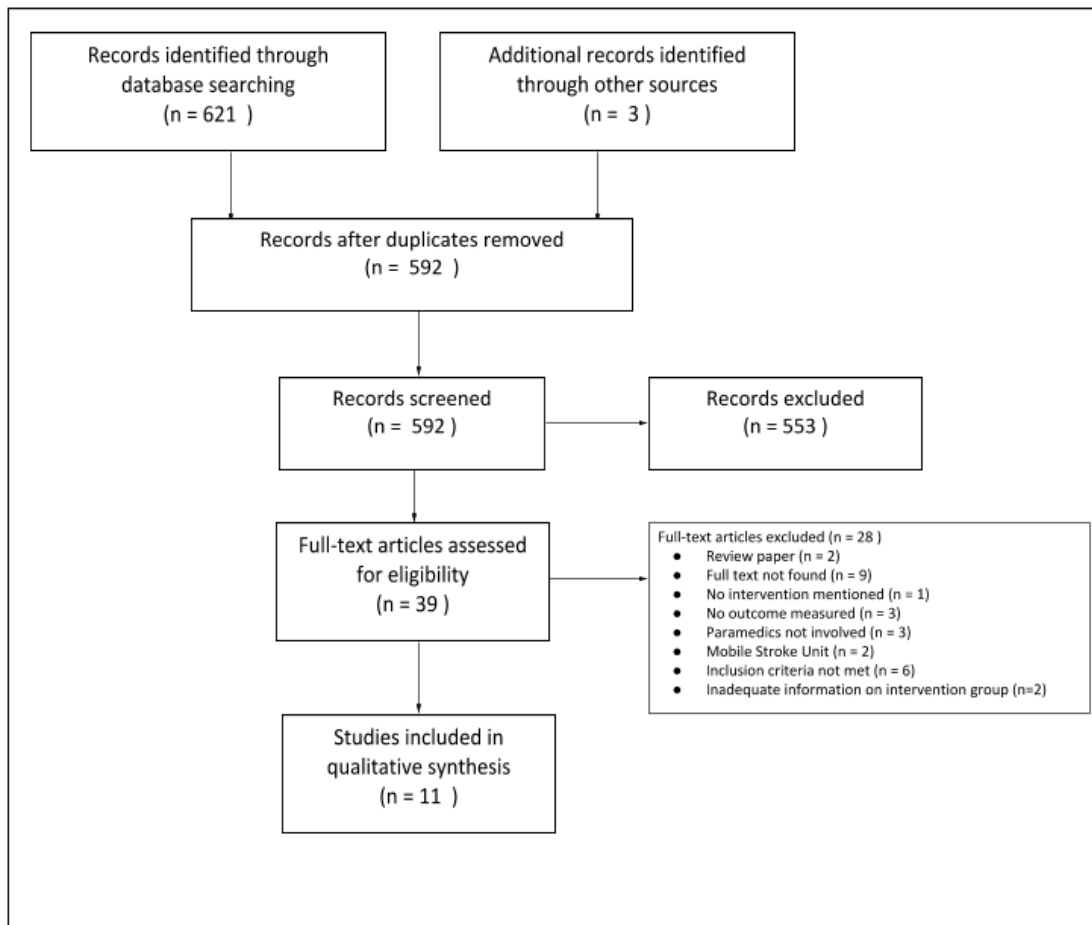 Records identified through
database searching
(n = 621 )
Additional records identified
through other sources
(n = 3 )
Records after duplicates removed
(n = 592 )
Records screened
(n = 592 )
Records excluded
(n = 553 )
Full-text articles assessed
for eligibility
(n = 39 )
Full-text articles excluded (n = 28 )
● Review paper (n = 2)
● Full text not found (n = 9)
● No intervention mentioned (n = 1)
● No outcome measured (n = 3)
● Paramedics not involved (n = 3)
● Mobile Stroke Unit (n = 2)
● Inclusion criteria not met (n = 6)
● Inadequate information on intervention group (n=2)
Studies included in
qualitative synthesis
(n = 11 )